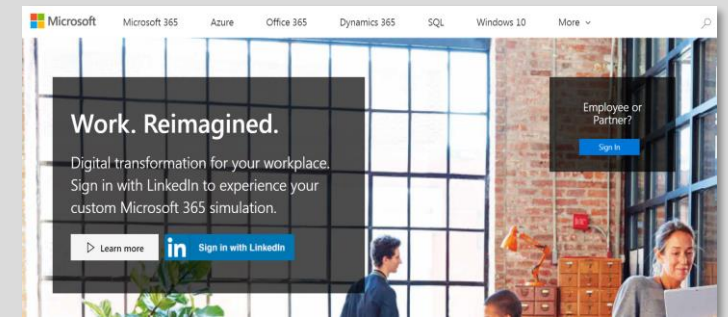 Microsoft Microsoft 365 Azure Office 365 Dynamics 365 SQL Windows 10 More
Work. Reimagined.
Digital transformation for your workplace.
Sign in with LinkedIn to experience your
custom Microsoft 365 simulation.
Learn more in Sign in with LinkedIn
Employee or
Partner?
Sign In